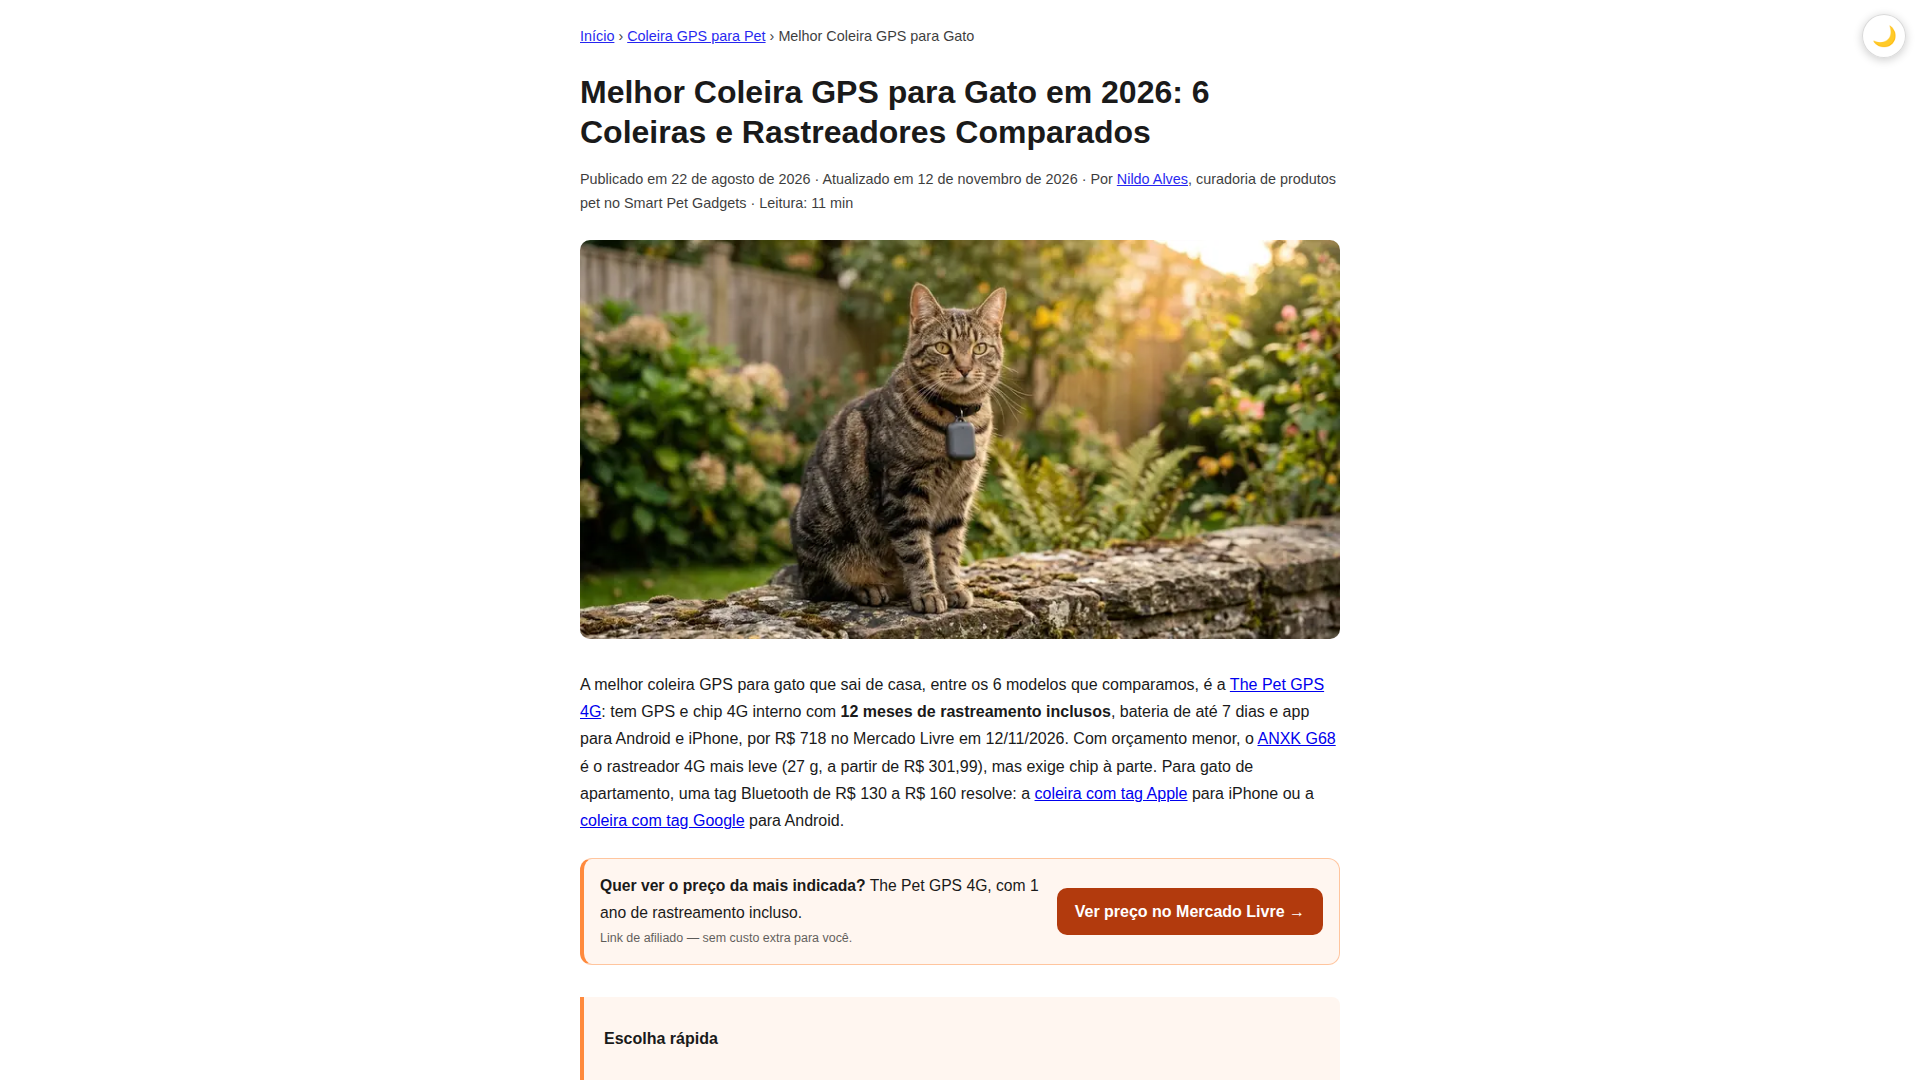 Início › Coleira GPS para Pet › Melhor Coleira GPS para Gato
Melhor Coleira GPS para Gato em 2026: 6
Coleiras e Rastreadores Comparados
Publicado em 22 de agosto de 2026 · Atualizado em 12 de novembro de 2026 · Por Nildo Alves, curadoria de produtos
pet no Smart Pet Gadgets · Leitura: 11 min
A melhor coleira GPS para gato que sai de casa, entre os 6 modelos que comparamos, é a The Pet GPS
4G: tem GPS e chip 4G interno com 12 meses de rastreamento inclusos, bateria de até 7 dias e app
para Android e iPhone, por R$ 718 no Mercado Livre em 12/11/2026. Com orçamento menor, o ANXK G68
é o rastreador 4G mais leve (27 g, a partir de R$ 301,99), mas exige chip à parte. Para gato de
apartamento, uma tag Bluetooth de R$ 130 a R$ 160 resolve: a coleira com tag Apple para iPhone ou a
coleira com tag Google para Android.
Quer ver o preço da mais indicada? The Pet GPS 4G, com 1
ano de rastreamento incluso.
Link de afiliado — sem custo extra para você.
Ver preço no Mercado Livre →
Escolha rápida